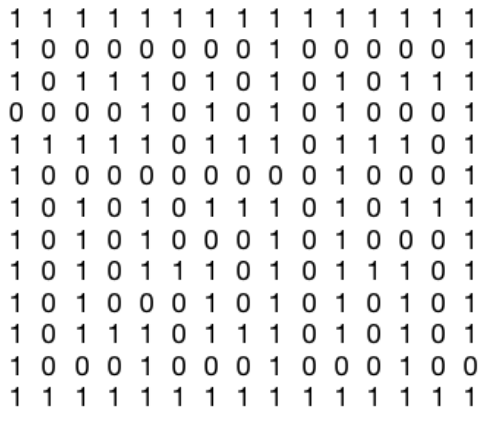 1 1 1 1 1 1 1 1 1 1 1 1 1 1 1
1 0 0 0 0 0 0 0 1 0 0 0 0 0 1
1 0 1 1 1 0 1 0 1 0 1 0 1 1 1
0 0 0 0 1 0 1 0 1 0 1 0 0 0 1
1 1 1 1 1 0 1 1 1 0 1 1 1 0 1
1 0 0 0 0 0 0 0 0 0 1 0 0 0 1
1 0 1 0 1 0 1 1 1 0 1 0 1 1 1
1 0 1 0 1 0 0 0 1 0 1 0 0 0 1
1 0 1 0 1 1 1 0 1 0 1 1 1 0 1
1 0 1 0 0 0 1 0 1 0 1 0 1 0 1
1 0 1 1 1 0 1 1 1 0 1 0 1 0 1
1 0 0 0 1 0 0 0 1 0 0 0 1 0 0
1 1 1 1 1 1 1 1 1 1 1 1 1 1 1